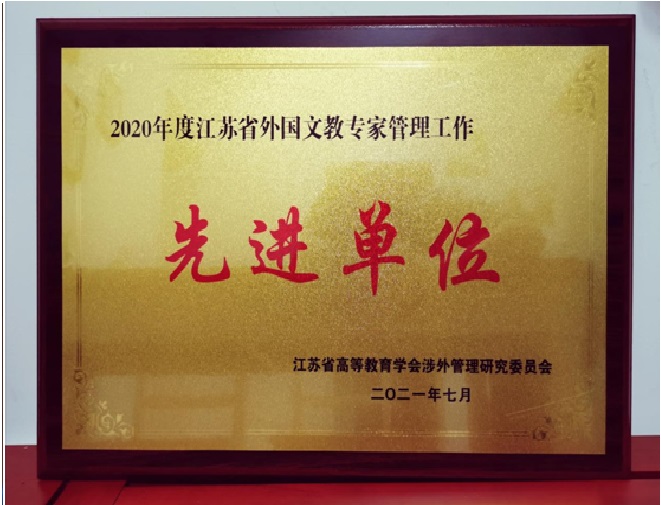 2020年度江苏省外国文教专家管理工作
先进单位
江苏省高等教育学会涉外管理研究委员会
二〇二一年七月